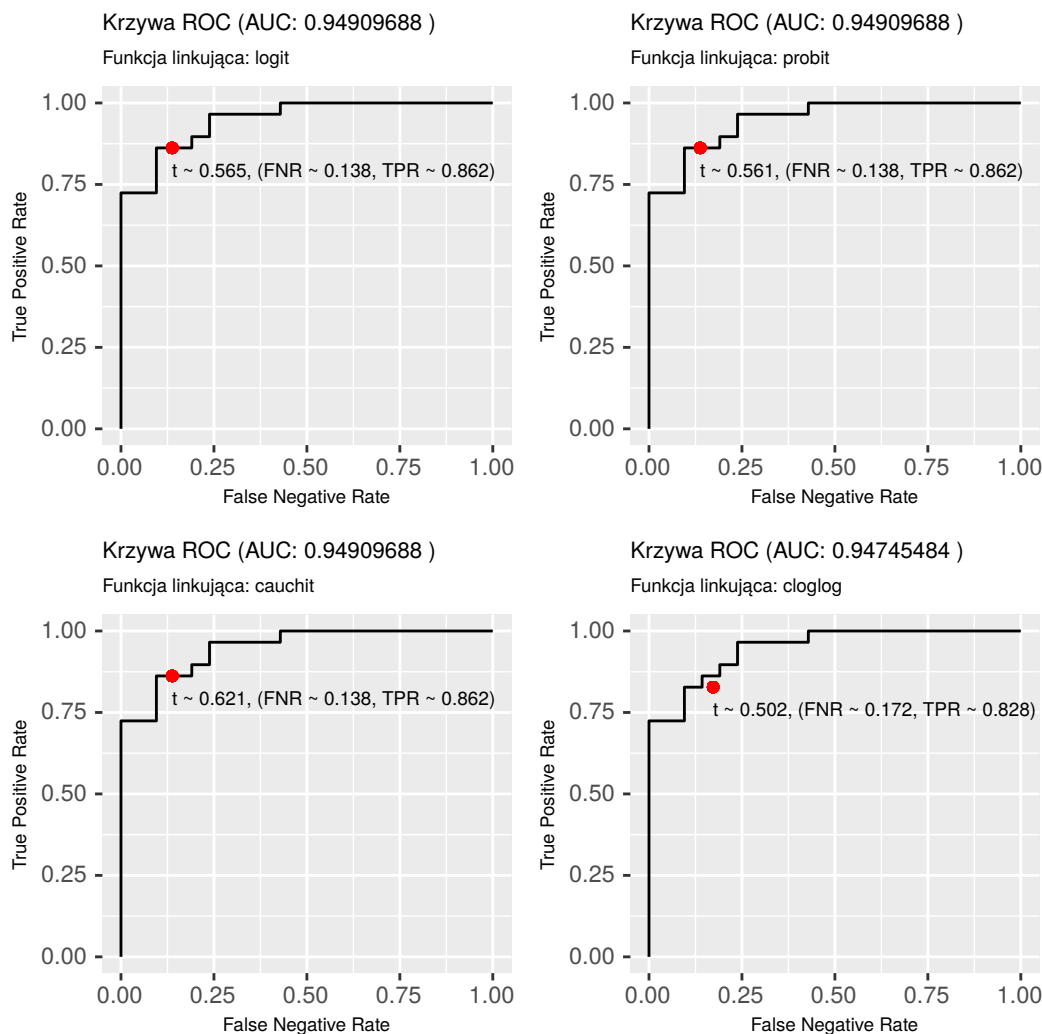 Krzywa ROC (AUC: 0.94909688 )
Funkcja linkująca: logit
True Positive Rate
1.00
0.75
0.50
0.25
0.00
t ~ 0.565, (FNR ~ 0.138, TPR ~ 0.862)
0.00 0.25 0.50 0.75 1.00
False Negative Rate
Krzywa ROC (AUC: 0.94909688 )
Funkcja linkująca: probit
True Positive Rate
1.00
0.75
0.50
0.25
0.00
t ~ 0.561, (FNR ~ 0.138, TPR ~ 0.862)
0.00 0.25 0.50 0.75 1.00
False Negative Rate
Krzywa ROC (AUC: 0.94909688 )
Funkcja linkująca: cauchit
True Positive Rate
1.00
0.75
0.50
0.25
0.00
t ~ 0.621, (FNR ~ 0.138, TPR ~ 0.862)
0.00 0.25 0.50 0.75 1.00
False Negative Rate
Krzywa ROC (AUC: 0.94745484 )
Funkcja linkująca: cloglog
True Positive Rate
1.00
0.75
0.50
0.25
0.00
t ~ 0.502, (FNR ~ 0.172, TPR ~ 0.828)
0.00 0.25 0.50 0.75 1.00
False Negative Rate